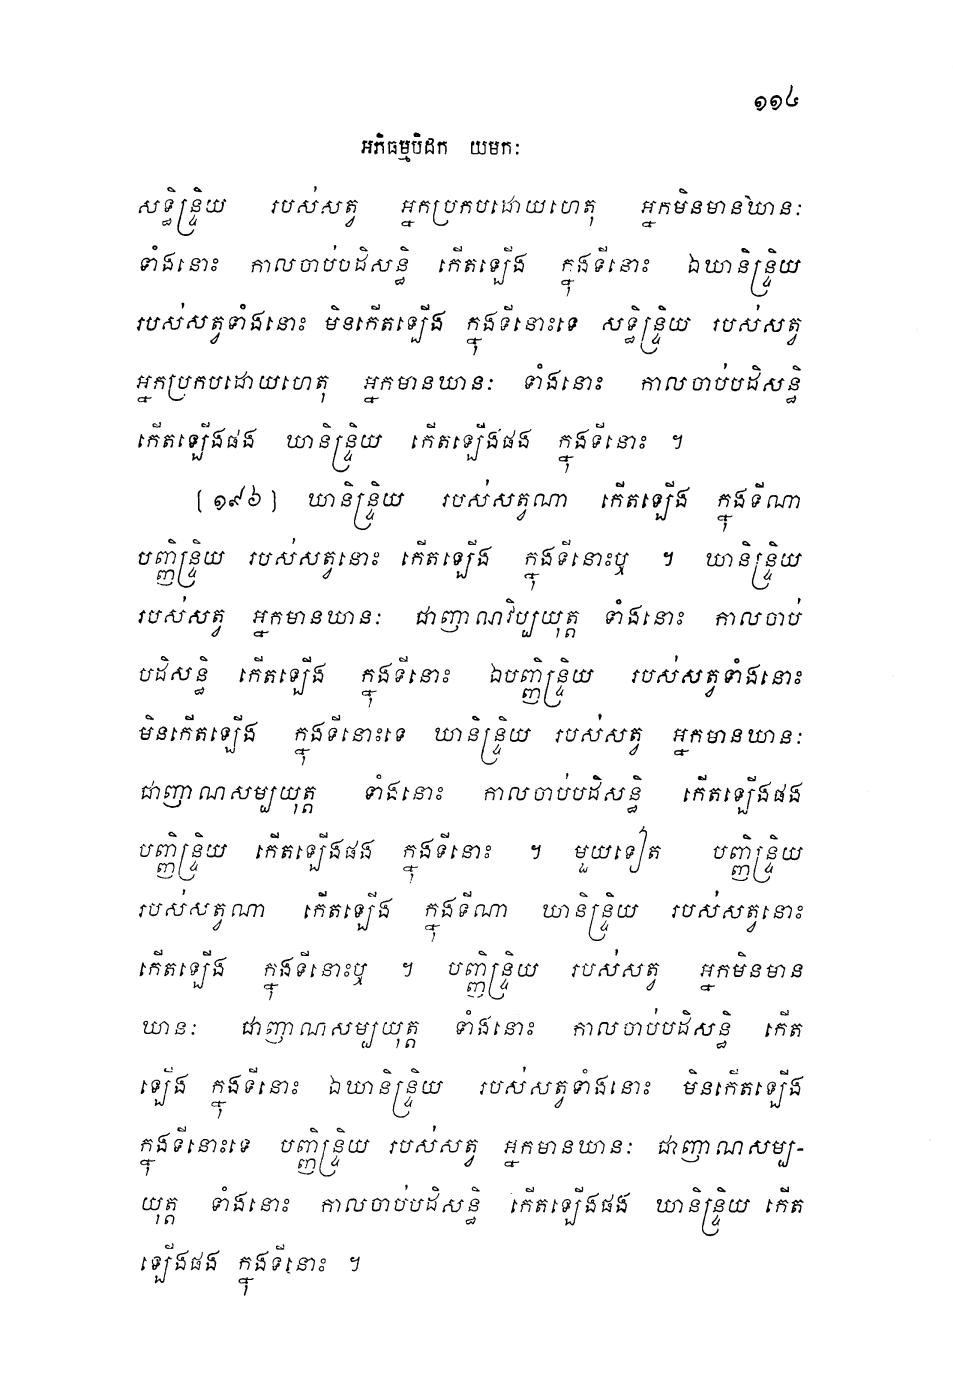 ១១៤
អភិធម្មបិដក យមកៈ
សទ្ធិន្ទ្រិយ របស់សត្វ អ្នកប្រកបដោយហេតុ អ្នកមិនមានឃានៈ
ទាំងនោះ កាលចាប់បដិសន្ធិ កើតឡើង ក្នុងទីនោះ ឯឃានិន្ទ្រិយ
របស់សត្វទាំងនោះ មិនកើតឡើង ក្នុងទីនោះទេ សទ្ធិន្ទ្រិយ របស់សត្វ
អ្នកប្រកបដោយហេតុ អ្នកមានឃានៈ ទាំងនោះ កាលចាប់បដិសន្ធិ
កើតឡើងផង ឃានិន្ទ្រិយ កើតឡើងផង ក្នុងទីនោះ ។
[១៩៦] ឃានិន្ទ្រិយ របស់សត្វណា កើតឡើង ក្នុងទីណា
បញ្ញិន្ទ្រិយ របស់សត្វនោះ កើតឡើង ក្នុងទីនោះឬ ។ ឃានិន្ទ្រិយ
របស់សត្វ អ្នកមានឃានៈ ជាញាណវិប្បយុត្ត ទាំងនោះ កាលចាប់
បដិសន្ធិ កើតឡើង ក្នុងទីនោះ ឯបញ្ញិន្ទ្រិយ របស់សត្វទាំងនោះ
មិនកើតឡើង ក្នុងទីនោះទេ ឃានិន្ទ្រិយ របស់សត្វ អ្នកមានឃានៈ
ជាញាណសម្បយុត្ត ទាំងនោះ កាលចាប់បដិសន្ធិ កើតឡើងផង
បញ្ញិន្ទ្រិយ កើតឡើងផង ក្នុងទីនោះ ។ មួយទៀត បញ្ញិន្ទ្រិយ
របស់សត្វណា កើតឡើង ក្នុងទីណា ឃានិន្ទ្រិយ របស់សត្វនោះ
កើតឡើង ក្នុងទីនោះឬ ។ បញ្ញិន្ទ្រិយ របស់សត្វ អ្នកមិនមាន
ឃានៈ ជាញាណសម្បយុត្ត ទាំងនោះ កាលចាប់បដិសន្ធិ កើត
ឡើង ក្នុងទីនោះ ឯឃានិន្ទ្រិយ របស់សត្វទាំងនោះ មិនកើតឡើង
ក្នុងទីនោះទេ បញ្ញិន្ទ្រិយ របស់សត្វ អ្នកមានឃានៈ ជាញាណសម្ប-
យុត្ត ទាំងនោះ កាលចាប់បដិសន្ធិ កើតឡើងផង ឃានិន្ទ្រិយ កើត
ឡើងផង ក្នុងទីនោះ ។